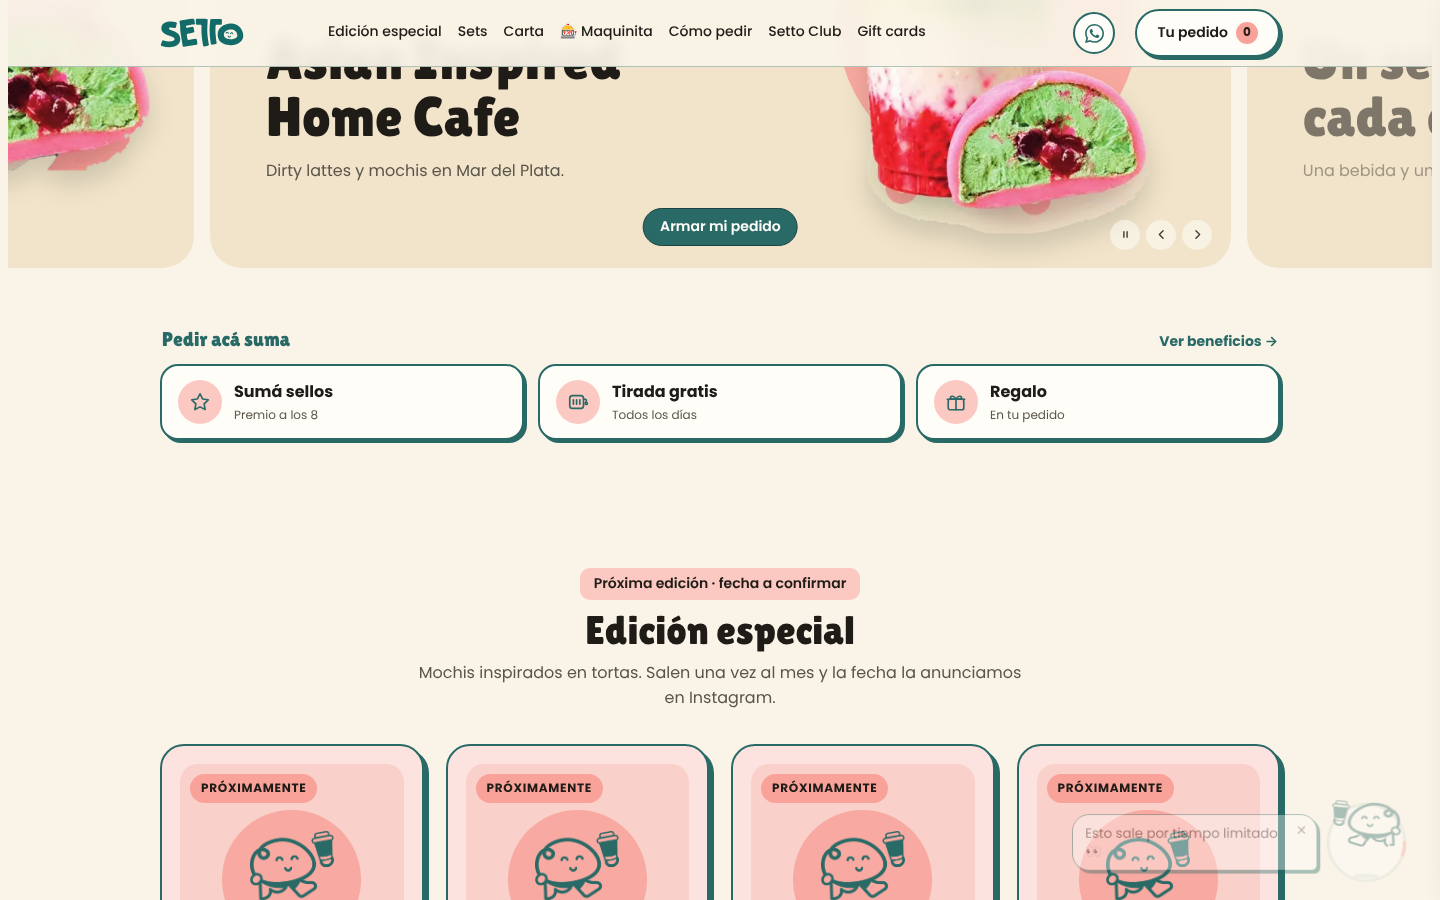 SETTO
Edición especial
Sets
Carta
Maquinita
Cómo pedir
Setto Club
Gift cards
Tu pedido 0
Asian Inspired
Home Cafe
Dirty lattes y mochis en Mar del Plata.
Armar mi pedido
Un se
cada
Una bebida y un
Pedir acá suma
Ver beneficios →
Sumá sellos
Premio a los 8
Tirada gratis
Todos los días
Regalo
En tu pedido
Próxima edición · fecha a confirmar
Edición especial
Mochis inspirados en tortas. Salen una vez al mes y la fecha la anunciamos
en Instagram.
PRÓXIMAMENTE
PRÓXIMAMENTE
PRÓXIMAMENTE
PRÓXIMAMENTE
Esto sale por tiempo limitado